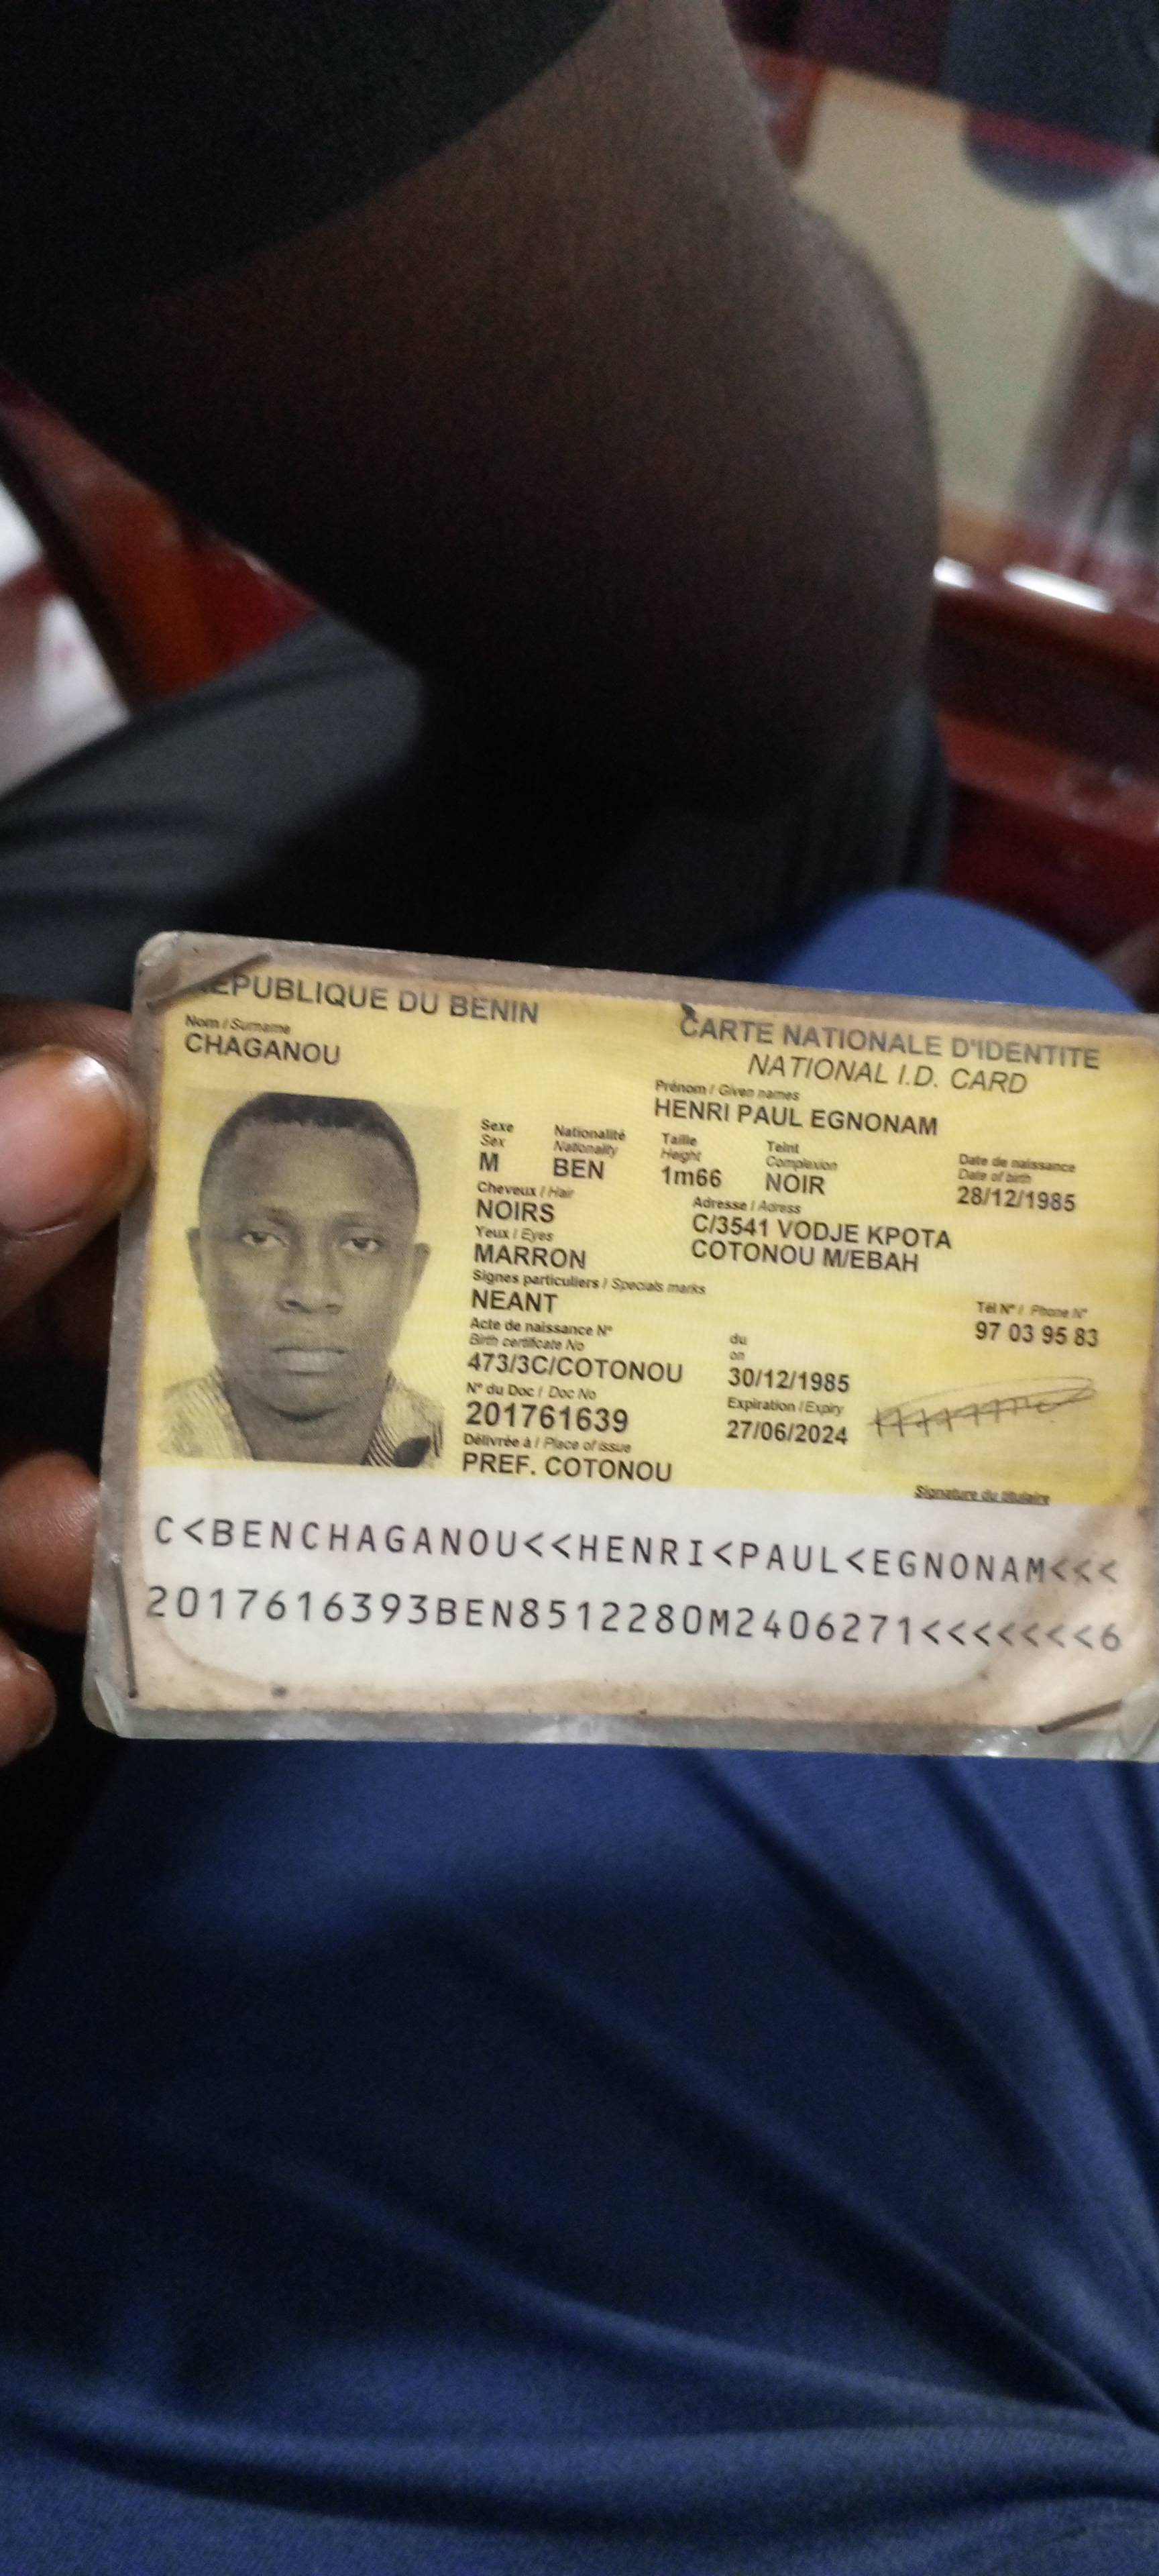 REPUBLIQUE DU BENIN
CARTE NATIONALE D'IDENTITE
NATIONAL I.D. CARD
Nom / Surname
CHAGANOU
Prénom / Given names
HENRI PAUL EGNONAM
Sexe
Sex
M
Nationalité
Nationality
BEN
Taille
Height
1m66
Teint
Complexion
NOIR
Date de naissance
Date of birth
28/12/1985
Cheveux / Hair
NOIRS
Adresse / Adress
C/3541 VODJE KPOTA
COTONOU M/EBAH
Yeux / Eyes
MARRON
Signes particuliers / Specials marks
NEANT
Tél N° / Phone N°
97 03 95 83
Acte de naissance N°
Birth certificate No
473/3C/COTONOU
du
on
30/12/1985
N° du Doc / Doc No
201761639
Expiration / Expiry
27/06/2024
Délivrée à / Place of issue
PREF. COTONOU
Signature du titulaire
C<BENCHAGANOU<<HENRI<PAUL<EGNONAM<<<
2017616393BEN8512280M2406271<<<<<<<6